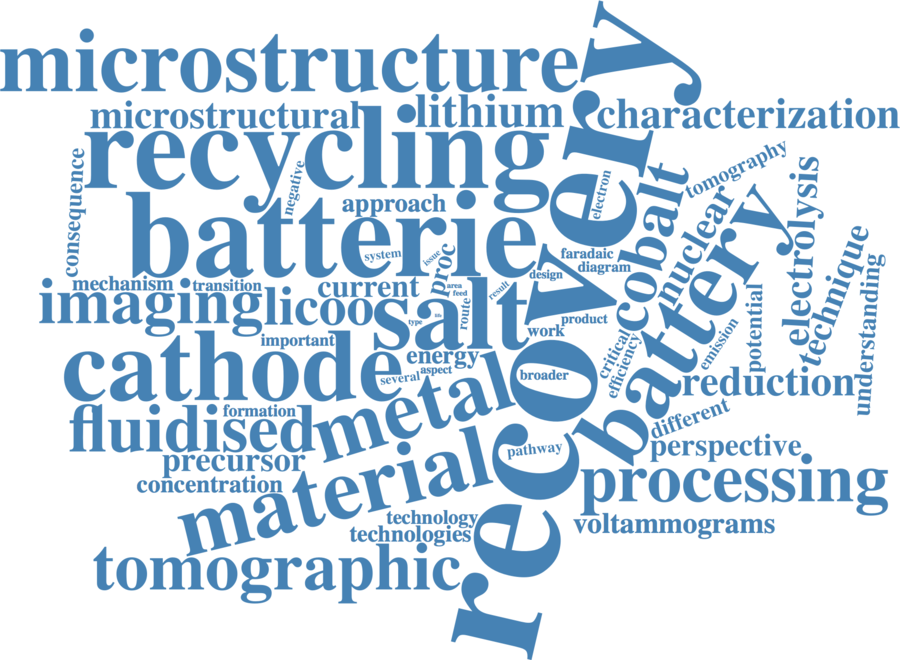 microstructure
recovery
microstructural
lithium
characterization
recycling
consequence
negative
approach
electron
cobalt
tomography
nuclear
electrolysis
batterie
system
issue
proc
faradaic
diagram
battery
technique
understanding
mechanism
transition
current
area
feed
result
design
imaging
licoo
salt
type
route
product
work
potential
important
energy
critical
efficiency
emission
cathode
several
aspect
broader
reduction
fluidised
formation
metal
different
precursor
pathway
perspective
concentration
material
processing
technology
technologies
voltammograms
tomographic